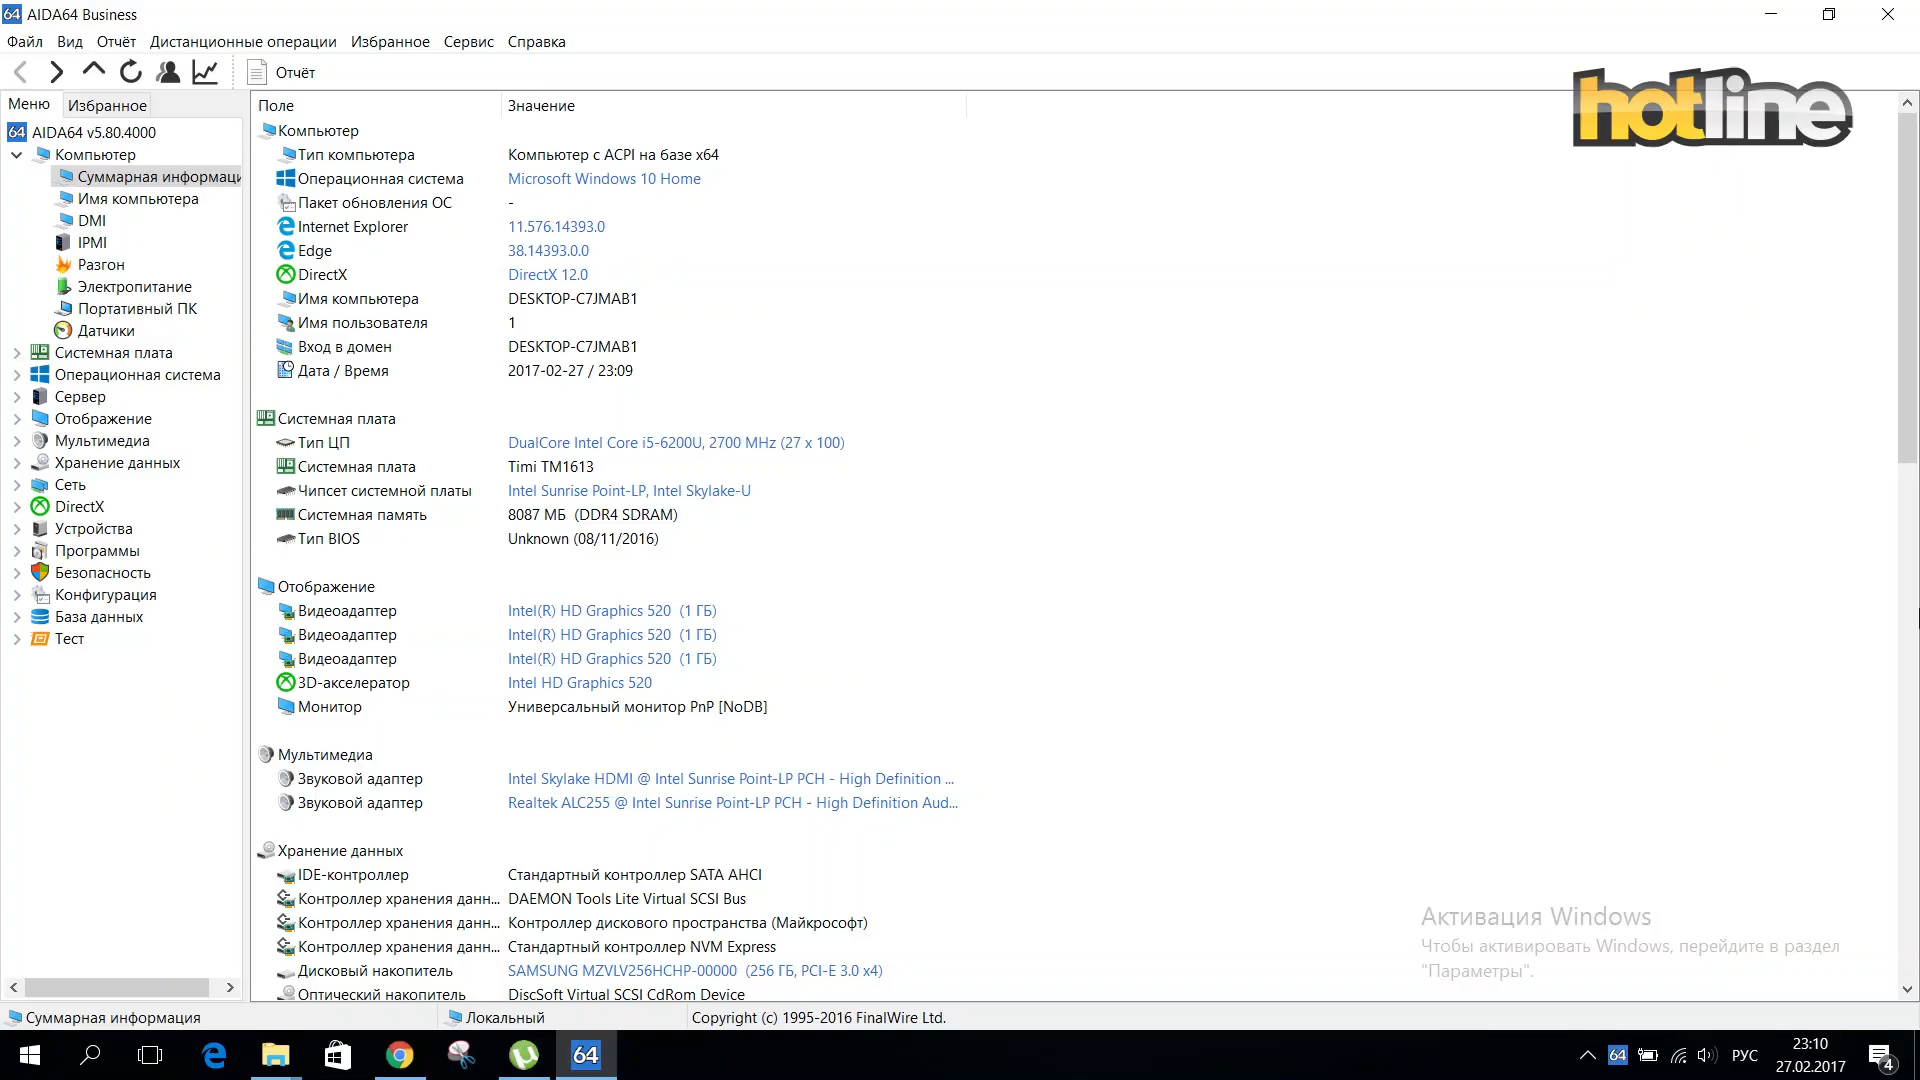 64 AIDA64 Business
Файл Вид Отчёт Дистанционные операции Избранное Сервис Справка
Отчёт
hotline
Меню Избранное
64 AIDA64 v5.80.4000
Компьютер
Суммарная информаци
Имя компьютера
DMI
IPMI
Разгон
Электропитание
Портативный ПК
Датчики
Системная плата
Операционная система
Сервер
Отображение
Мультимедиа
Хранение данных
Сеть
DirectX
Устройства
Программы
Безопасность
Конфигурация
База данных
Тест
Поле Значение
Компьютер
Тип компьютера Компьютер с ACPI на базе x64
Операционная система Microsoft Windows 10 Home
Пакет обновления ОС -
Internet Explorer 11.576.14393.0
Edge 38.14393.0.0
DirectX DirectX 12.0
Имя компьютера DESKTOP-C7JMAB1
Имя пользователя 1
Вход в домен DESKTOP-C7JMAB1
Дата / Время 2017-02-27 / 23:09
Системная плата
Тип ЦП DualCore Intel Core i5-6200U, 2700 MHz (27 x 100)
Системная плата Timi TM1613
Чипсет системной платы Intel Sunrise Point-LP, Intel Skylake-U
Системная память 8087 МБ (DDR4 SDRAM)
Тип BIOS Unknown (08/11/2016)
Отображение
Видеоадаптер Intel(R) HD Graphics 520 (1 ГБ)
Видеоадаптер Intel(R) HD Graphics 520 (1 ГБ)
Видеоадаптер Intel(R) HD Graphics 520 (1 ГБ)
3D-акселератор Intel HD Graphics 520
Монитор Универсальный монитор PnP [NoDB]
Мультимедиа
Звуковой адаптер Intel Skylake HDMI @ Intel Sunrise Point-LP PCH - High Definition ...
Звуковой адаптер Realtek ALC255 @ Intel Sunrise Point-LP PCH - High Definition Aud...
Хранение данных
IDE-контроллер Стандартный контроллер SATA AHCI
Контроллер хранения данн... DAEMON Tools Lite Virtual SCSI Bus
Контроллер хранения данн... Контроллер дискового пространства (Майкрософт)
Контроллер хранения данн... Стандартный контроллер NVM Express
Дисковый накопитель SAMSUNG MZVLV256HCHP-00000 (256 ГБ, PCI-E 3.0 x4)
Оптический накопитель DiscSoft Virtual SCSI CdRom Device
Активация Windows
Чтобы активировать Windows, перейдите в раздел
"Параметры".
Суммарная информация Локальный Copyright (c) 1995-2016 FinalWire Ltd.
64 64 РУС 23:10
27.02.2017 4